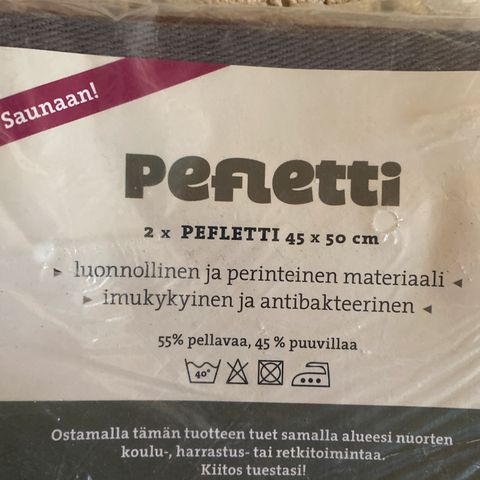 Saunaan!
Pefletti
2 x PEFLETTI 45 x 50 cm
luonnollinen ja perinteinen materiaali
imukykyinen ja antibakteerinen
55% pellavaa, 45 % puuvillaa
40°
Ostamalla tämän tuotteen tuet samalla alueesi nuorten
koulu-, harrastus- tai retkitoimintaa.
Kiitos tuestasi!